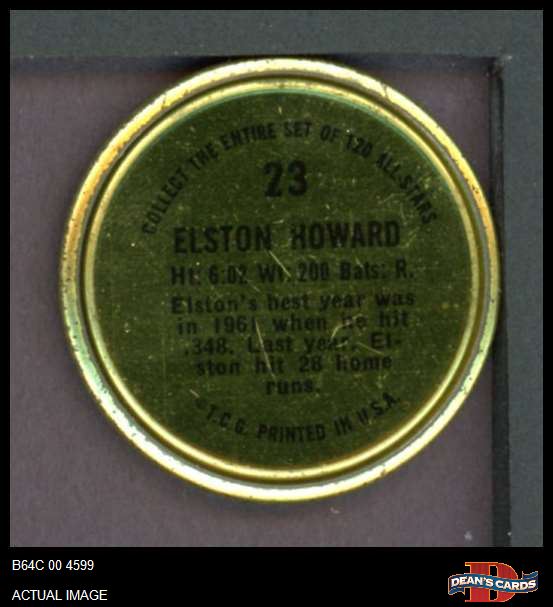 COLLECT THE ENTIRE SET OF 120 ALL-STARS
23
ELSTON HOWARD
Ht: 6:02 Wt: 200 Bats: R.
Elston's best year was
in 1961 when he hit
.348. Last year, El-
ston hit 28 home
runs.
© T.C.G. PRINTED IN U.S.A.
B64C 00 4599
ACTUAL IMAGE
D
DEAN'S CARDS